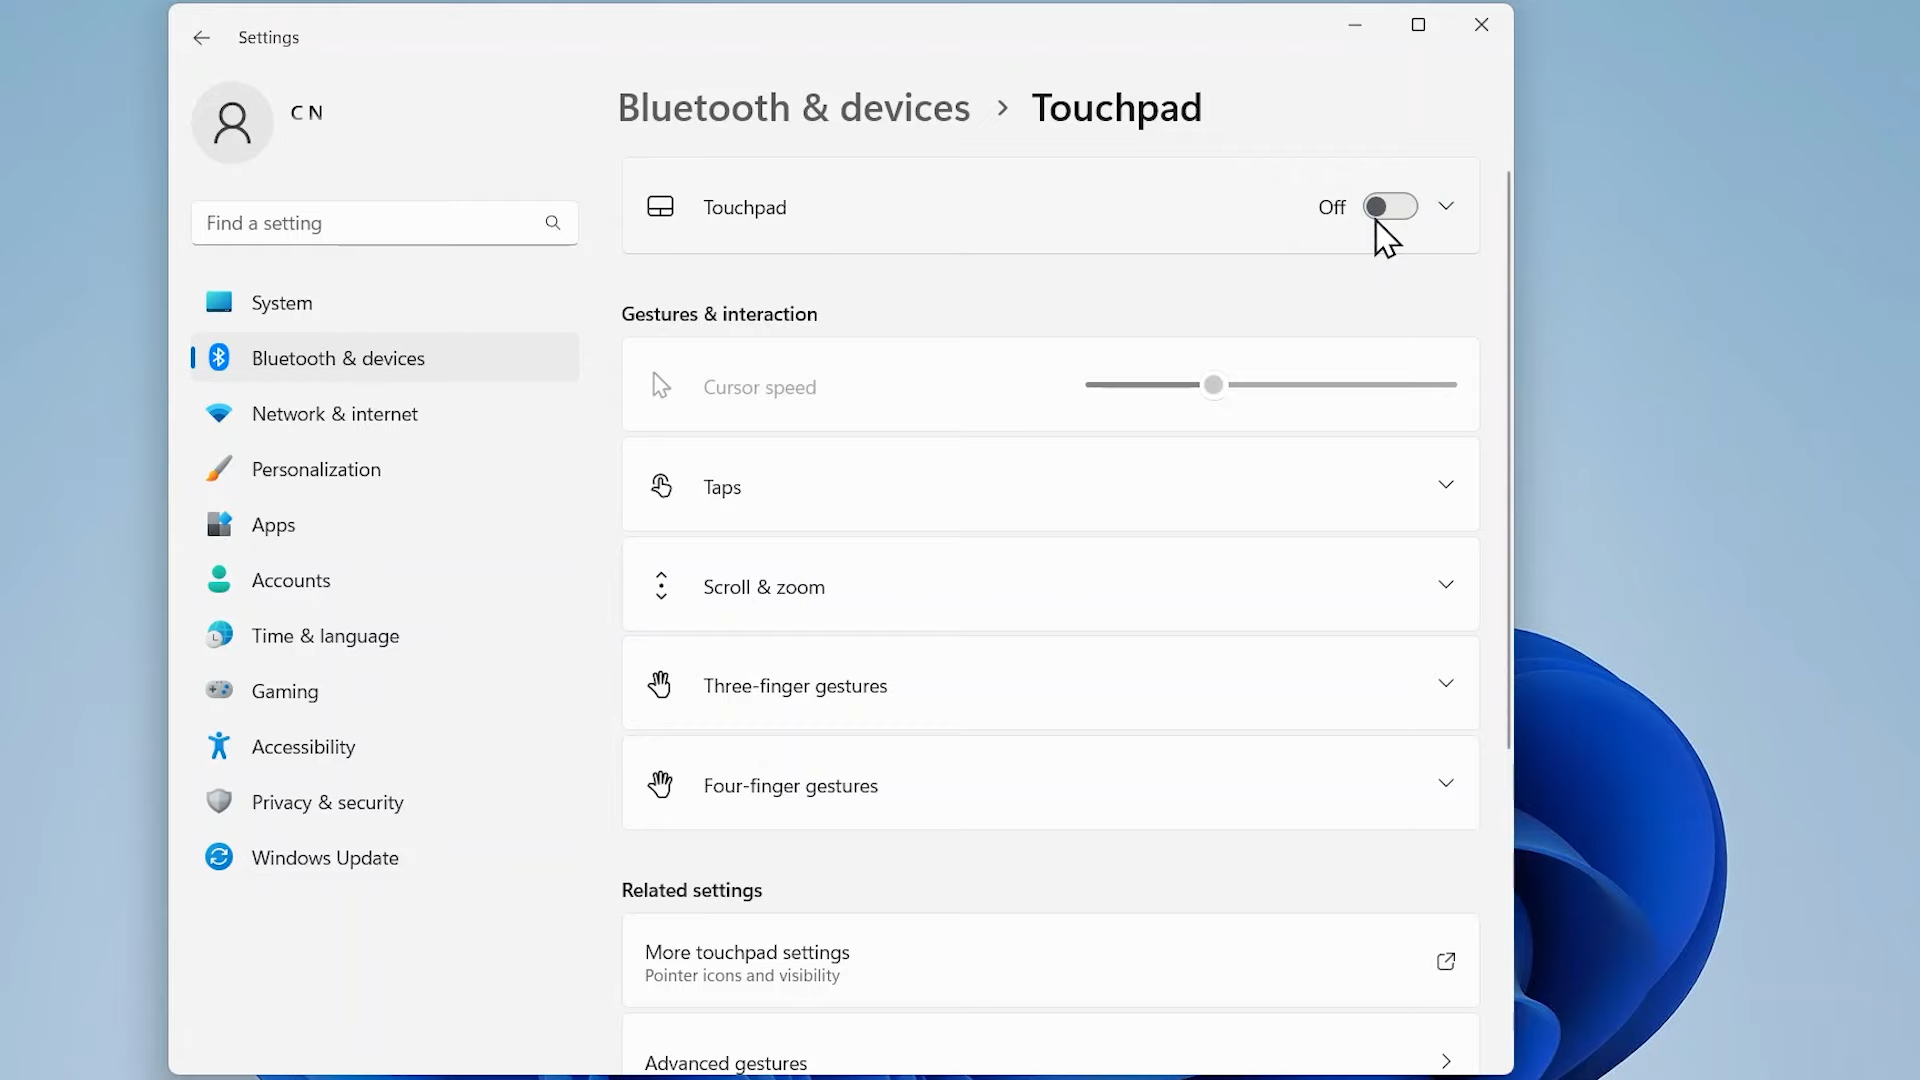 Settings
C N
Find a setting
System
Bluetooth & devices
Network & internet
Personalization
Apps
Accounts
Time & language
Gaming
Accessibility
Privacy & security
Windows Update
Bluetooth & devices > Touchpad
Touchpad Off
Gestures & interaction
Cursor speed
Taps
Scroll & zoom
Three-finger gestures
Four-finger gestures
Related settings
More touchpad settings
Pointer icons and visibility
Advanced gestures